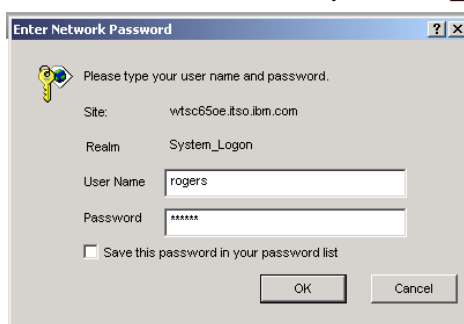 Enter Network Password
Please type your user name and password.
Site: wtsc65oe.itso.ibm.com
Realm System_Logon
User Name rogers
Password ******
Save this password in your password list
OK Cancel